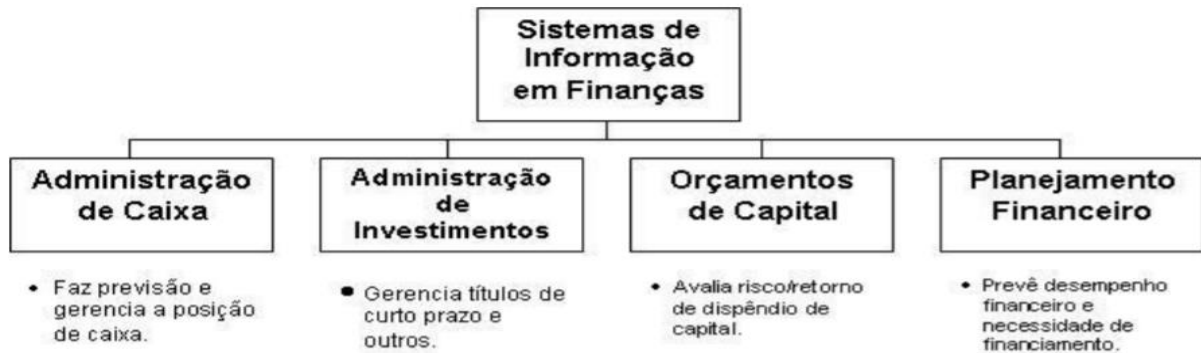 Sistemas de
Informação
em Finanças
Administração
de Caixa
Administração
de
Investimentos
Orçamentos
de Capital
Planejamento
Financeiro
• Faz previsão e
gerencia a posição
de caixa.
• Gerencia títulos de
curto prazo e
outros.
• Avalia risco/retorno
de dispêndio de
capital.
• Prevê desempenho
financeiro e
necessidade de
financiamento.